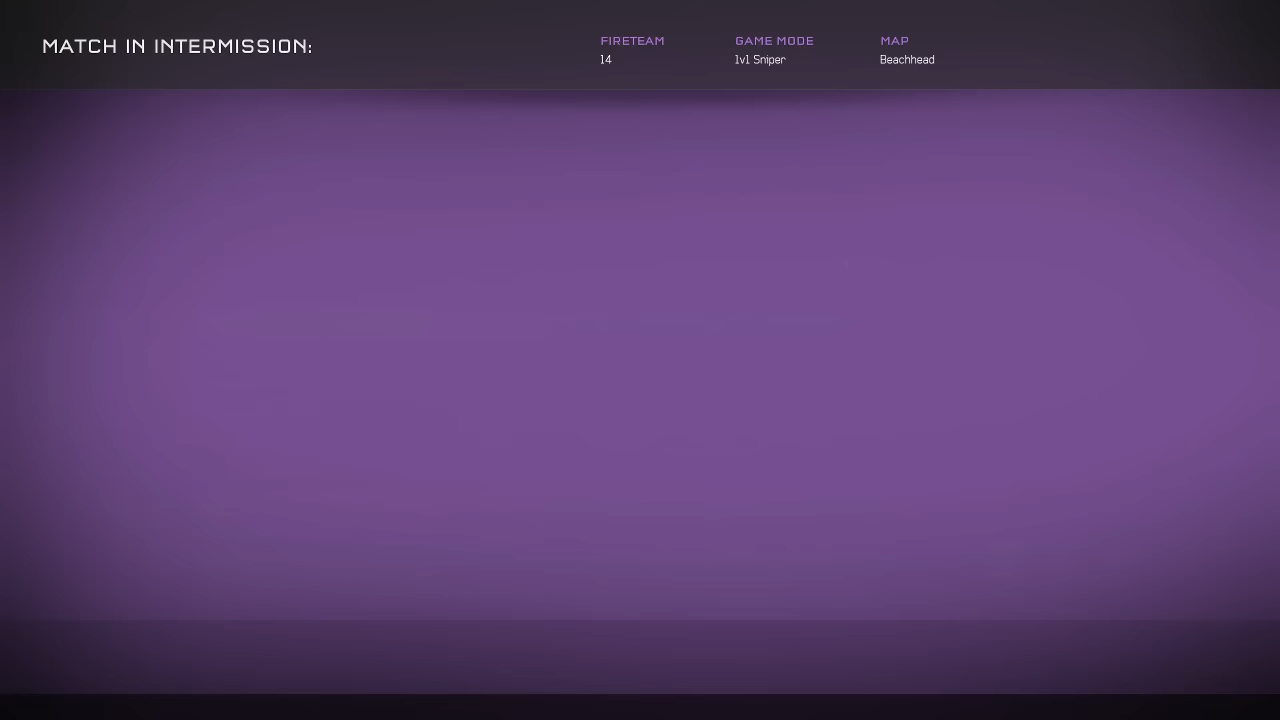 MATCH IN INTERMISSION:
FIRETEAM
14
GAME MODE
1v1 Sniper
MAP
Beachhead